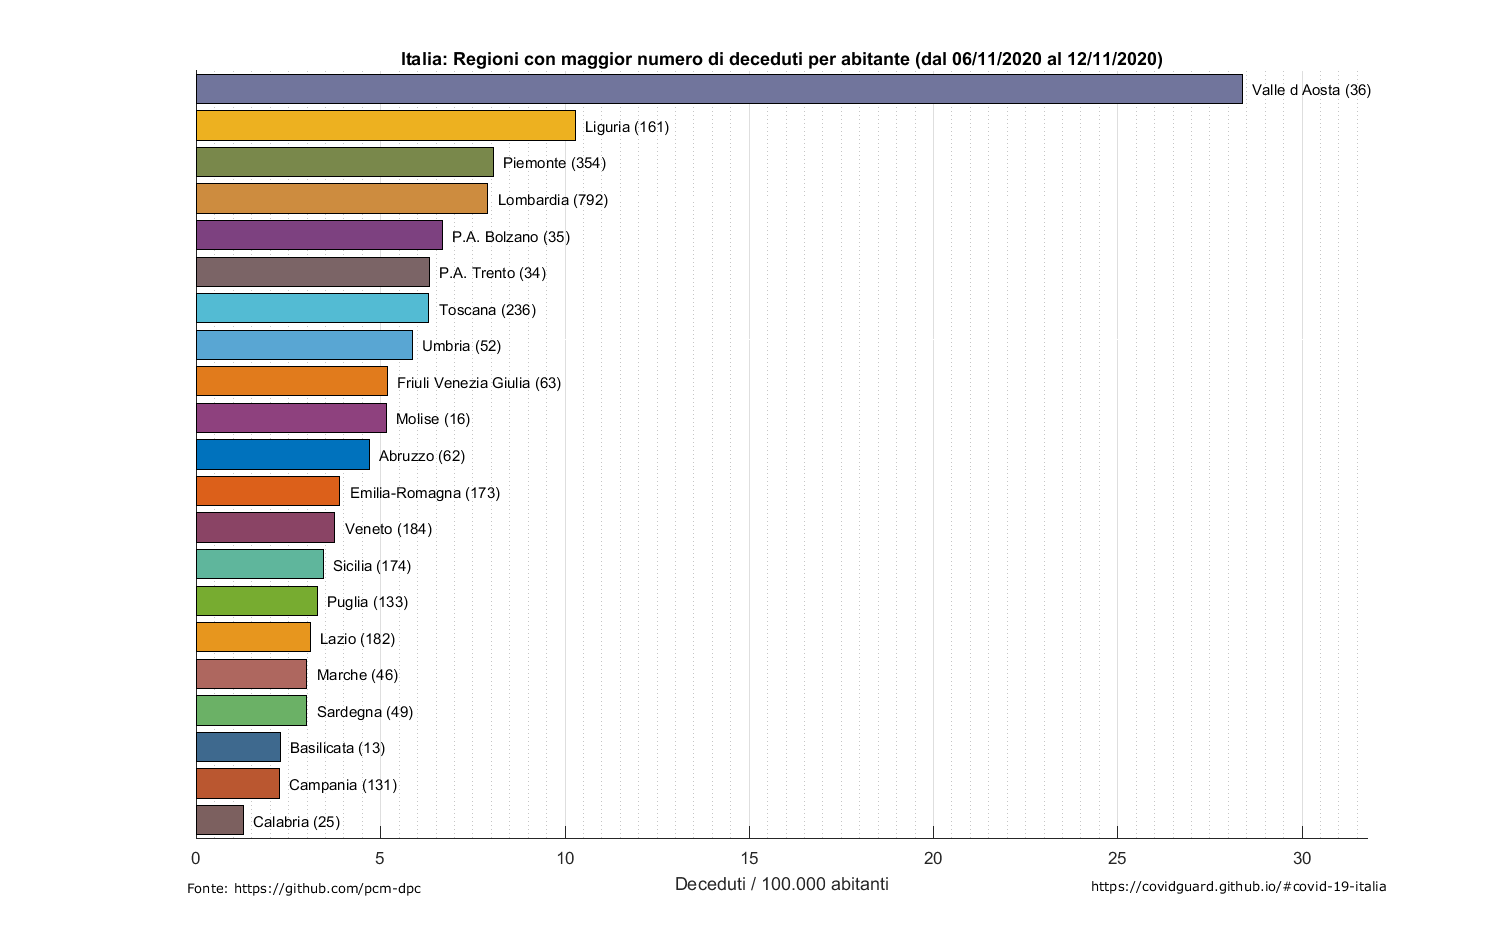 Italia: Regioni con maggior numero di deceduti per abitante (dal 06/11/2020 al 12/11/2020)
Valle d Aosta (36)
Liguria (161)
Piemonte (354)
Lombardia (792)
P.A. Bolzano (35)
P.A. Trento (34)
Toscana (236)
Umbria (52)
Friuli Venezia Giulia (63)
Molise (16)
Abruzzo (62)
Emilia-Romagna (173)
Veneto (184)
Sicilia (174)
Puglia (133)
Lazio (182)
Marche (46)
Sardegna (49)
Basilicata (13)
Campania (131)
Calabria (25)
0 5 10 15 20 25 30
Deceduti / 100.000 abitanti
Fonte: https://github.com/pcm-dpc
https://covidguard.github.io/#covid-19-italia